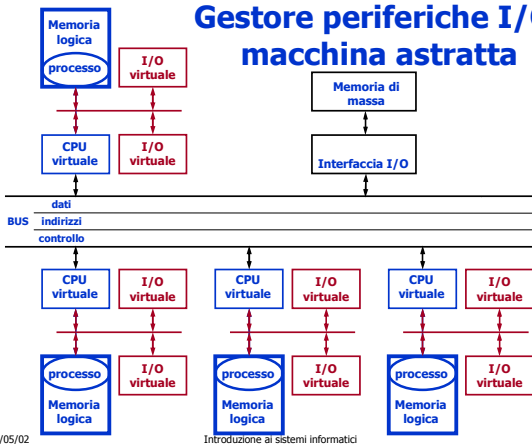 Gestore periferiche I/O
macchina astratta
Memoria
logica
processo
I/O
virtuale
Memoria di
massa
CPU
virtuale
I/O
virtuale
Interfaccia I/O
dati
BUS indirizzi
controllo
CPU
virtuale
I/O
virtuale
CPU
virtuale
I/O
virtuale
CPU
virtuale
I/O
virtuale
processo
Memoria
logica
I/O
virtuale
processo
Memoria
logica
I/O
virtuale
processo
Memoria
logica
I/O
virtuale
/05/02
Introduzione ai sistemi informatici